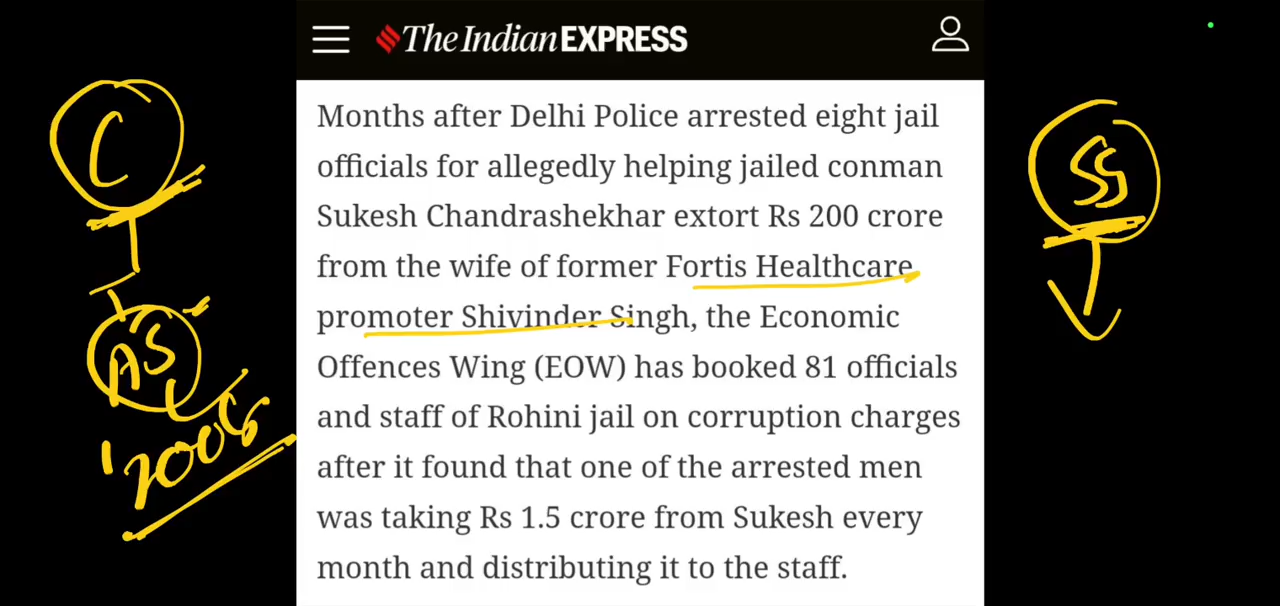 The Indian EXPRESS
Months after Delhi Police arrested eight jail
officials for allegedly helping jailed conman
Sukesh Chandrashekhar extort Rs 200 crore
from the wife of former Fortis Healthcare
promoter Shivinder Singh, the Economic
Offences Wing (EOW) has booked 81 officials
and staff of Rohini jail on corruption charges
after it found that one of the arrested men
was taking Rs 1.5 crore from Sukesh every
month and distributing it to the staff.
C
AS
SS